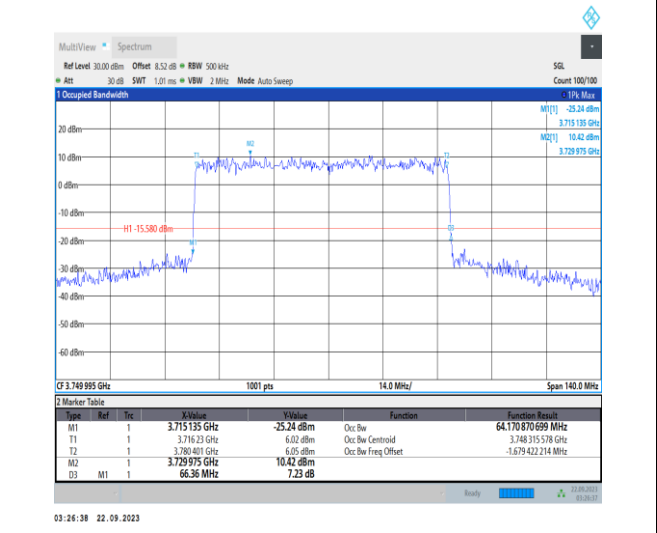 MultiView Spectrum
Ref Level 30.00 dBm Offset 8.52 dB RBW 500 kHz SGL
Att 30 dB SWT 1.01 ms VBW 2 MHz Mode Auto Sweep Count 100/100
1 Occupied Bandwidth 1Pk Max
M1[1] -25.24 dBm
3.715 135 GHz
M2[1] 10.42 dBm
3.729 975 GHz
20 dBm
M2
T1
10 dBm
0 dBm
-10 dBm
H1 -15.580 dBm
D3
-20 dBm
M1
-30 dBm
-40 dBm
-50 dBm
-60 dBm
CF 3.749 995 GHz 1001 pts 14.0 MHz/ Span 140.0 MHz
2 Marker Table
Type Ref Trc X-Value Y-Value Function Function Result
M1 1 3.715 135 GHz -25.24 dBm Occ Bw 64.170 870 699 MHz
T1 1 3.716 23 GHz 6.02 dBm Occ Bw Centroid 3.748 315 578 GHz
T2 1 3.780 401 GHz 6.05 dBm Occ Bw Freq Offset -1.679 422 214 MHz
M2 1 3.729 975 GHz 10.42 dBm
D3 M1 1 66.36 MHz 7.23 dB
Ready 22.09.2023
03:26:37
03:26:38 22.09.2023